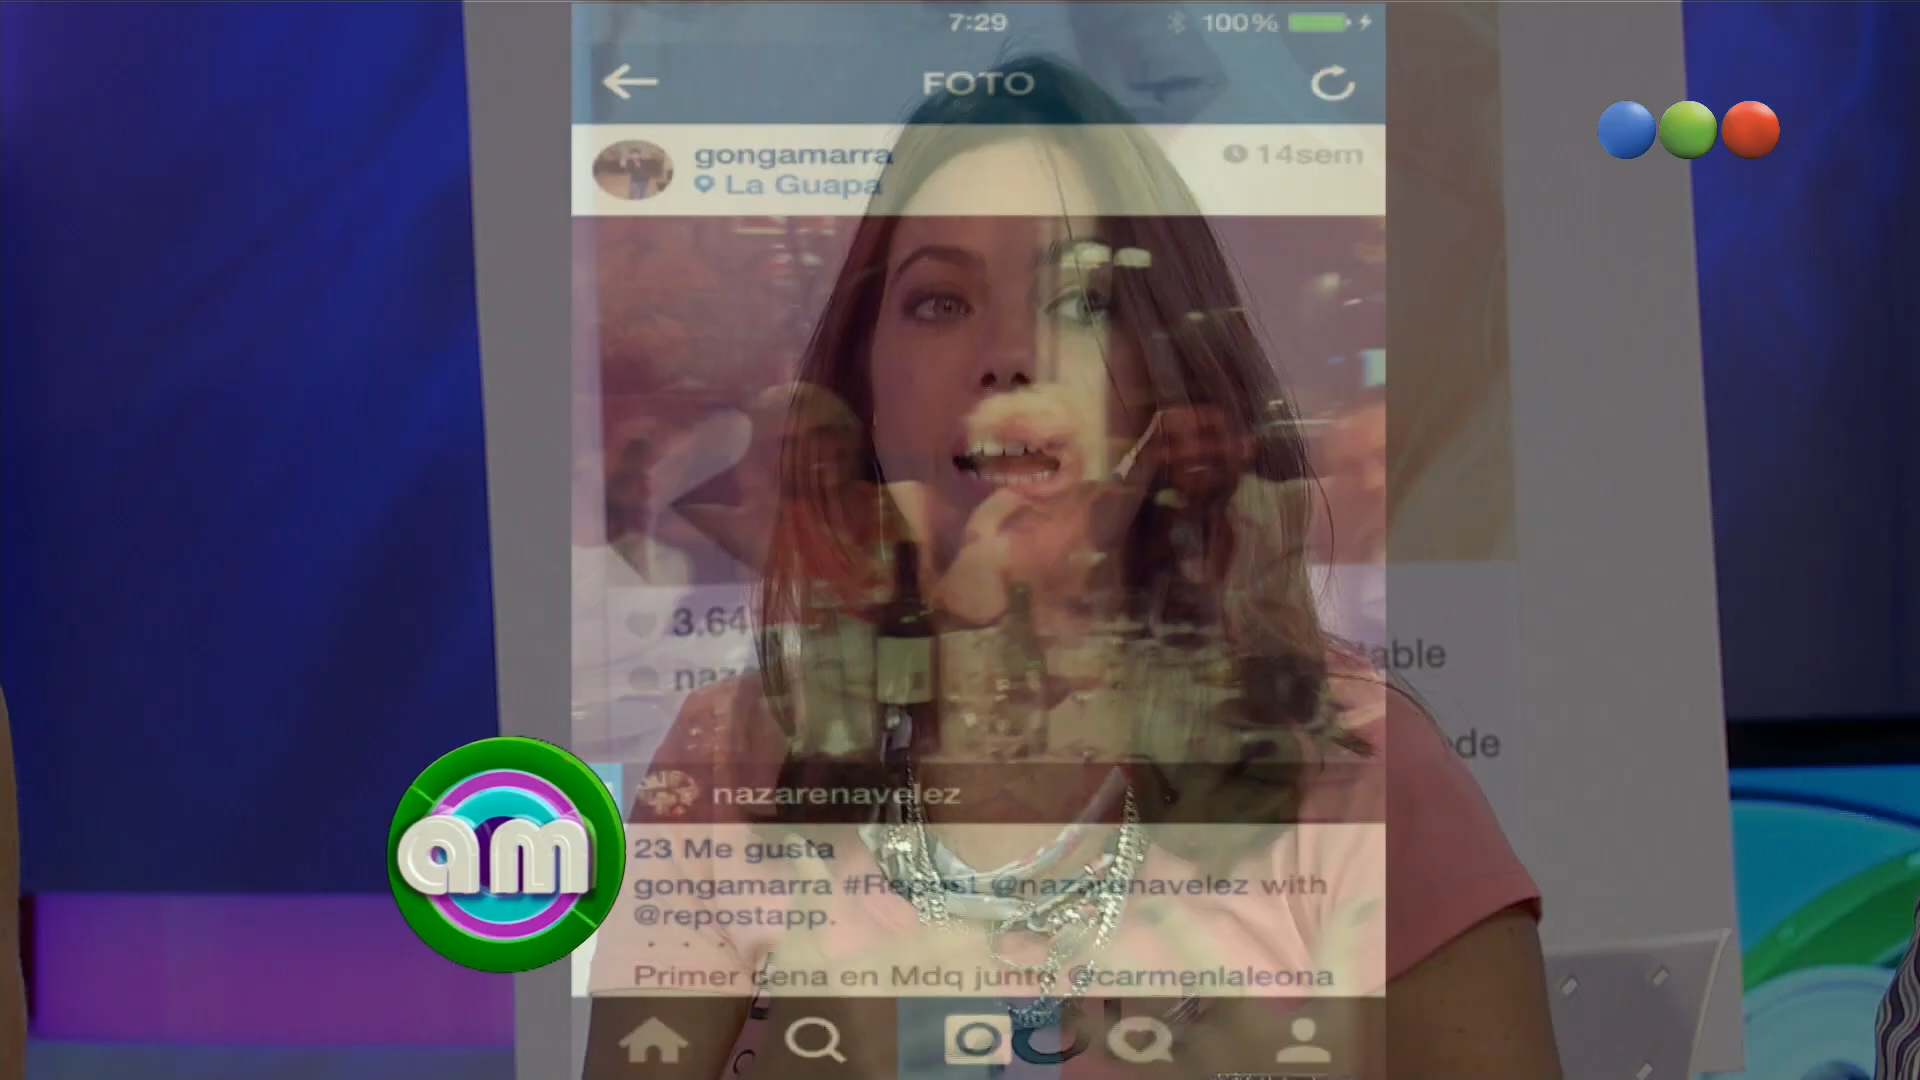 7:29
100%
FOTO
gongamarra
14sem
La Guapa
3.64
naz
table
de
nazarenavelez
am
23 Me gusta
gongamarra #Repost @nazarenavelez with
@repostapp.
. . .
Primer cena en Mdq junto @carmenlaleona